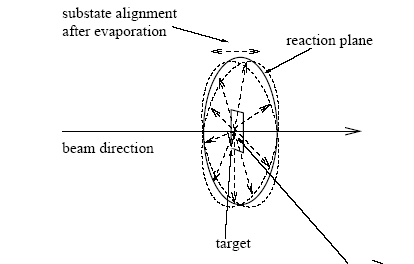 substate alignment
after evaporation
reaction plane
beam direction
target